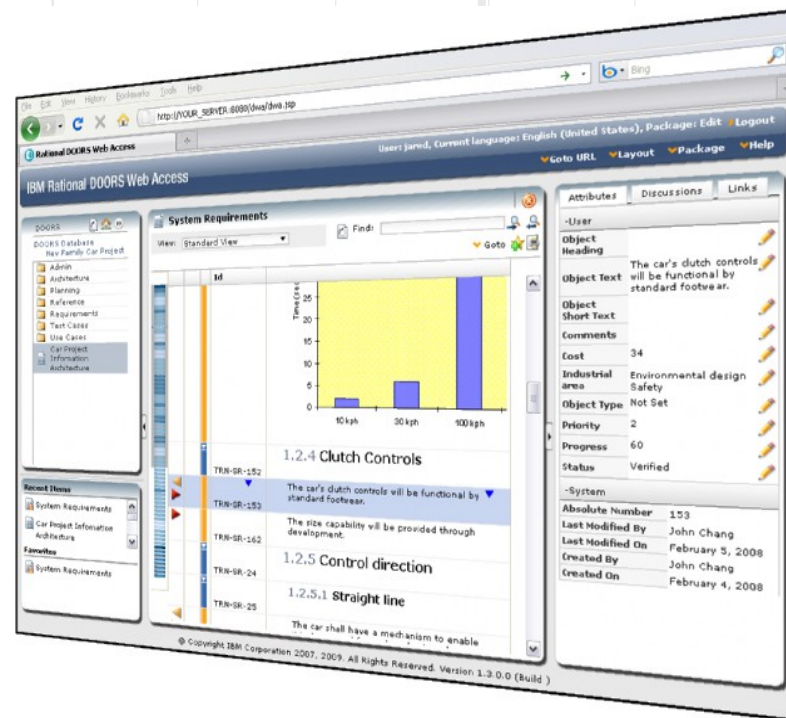 File Edit View History Bookmarks Tools Help
http://YOUR_SERVER:8080/dwa/dwa.jsp
Bing
Rational DOORS Web Access
User: jared, Current language: English (United States), Package: Edit Logout
IBM Rational DOORS Web Access
Goto URL Layout Package Help
DOORS
DOORS Database
New Family Car Project
Admin
Architecture
Planning
Reference
Requirements
Test Cases
Use Cases
Car Project
Information
Architecture
Recent Items
System Requirements
Car Project Information
Architecture
Favorites
System Requirements
System Requirements
View: Standard View
Find:
Goto
Id
Time(sec
25
20
15
10
5
0
10 kph 30 kph 100 kph
1.2.4 Clutch Controls
TRN-SR-152
The car's clutch controls will be functional by
standard footwear.
TRN-SR-153
The size capability will be provided through
development.
TRN-SR-162
1.2.5 Control direction
TRN-SR-24
1.2.5.1 Straight line
TRN-SR-25
The car shall have a mechanism to enable
Attributes Discussions Links
-User
Object
Heading
Object Text The car's clutch controls
will be functional by
standard footwear.
Object
Short Text
Comments
Cost 34
Industrial
area Environmental design
Safety
Object Type Not Set
Priority 2
Progress 60
Status Verified
-System
Absolute Number 153
Last Modified By John Chang
Last Modified On February 5, 2008
Created By John Chang
Created On February 4, 2008
© Copyright IBM Corporation 2007, 2009. All Rights Reserved. Version 1.3.0.0 (Build )